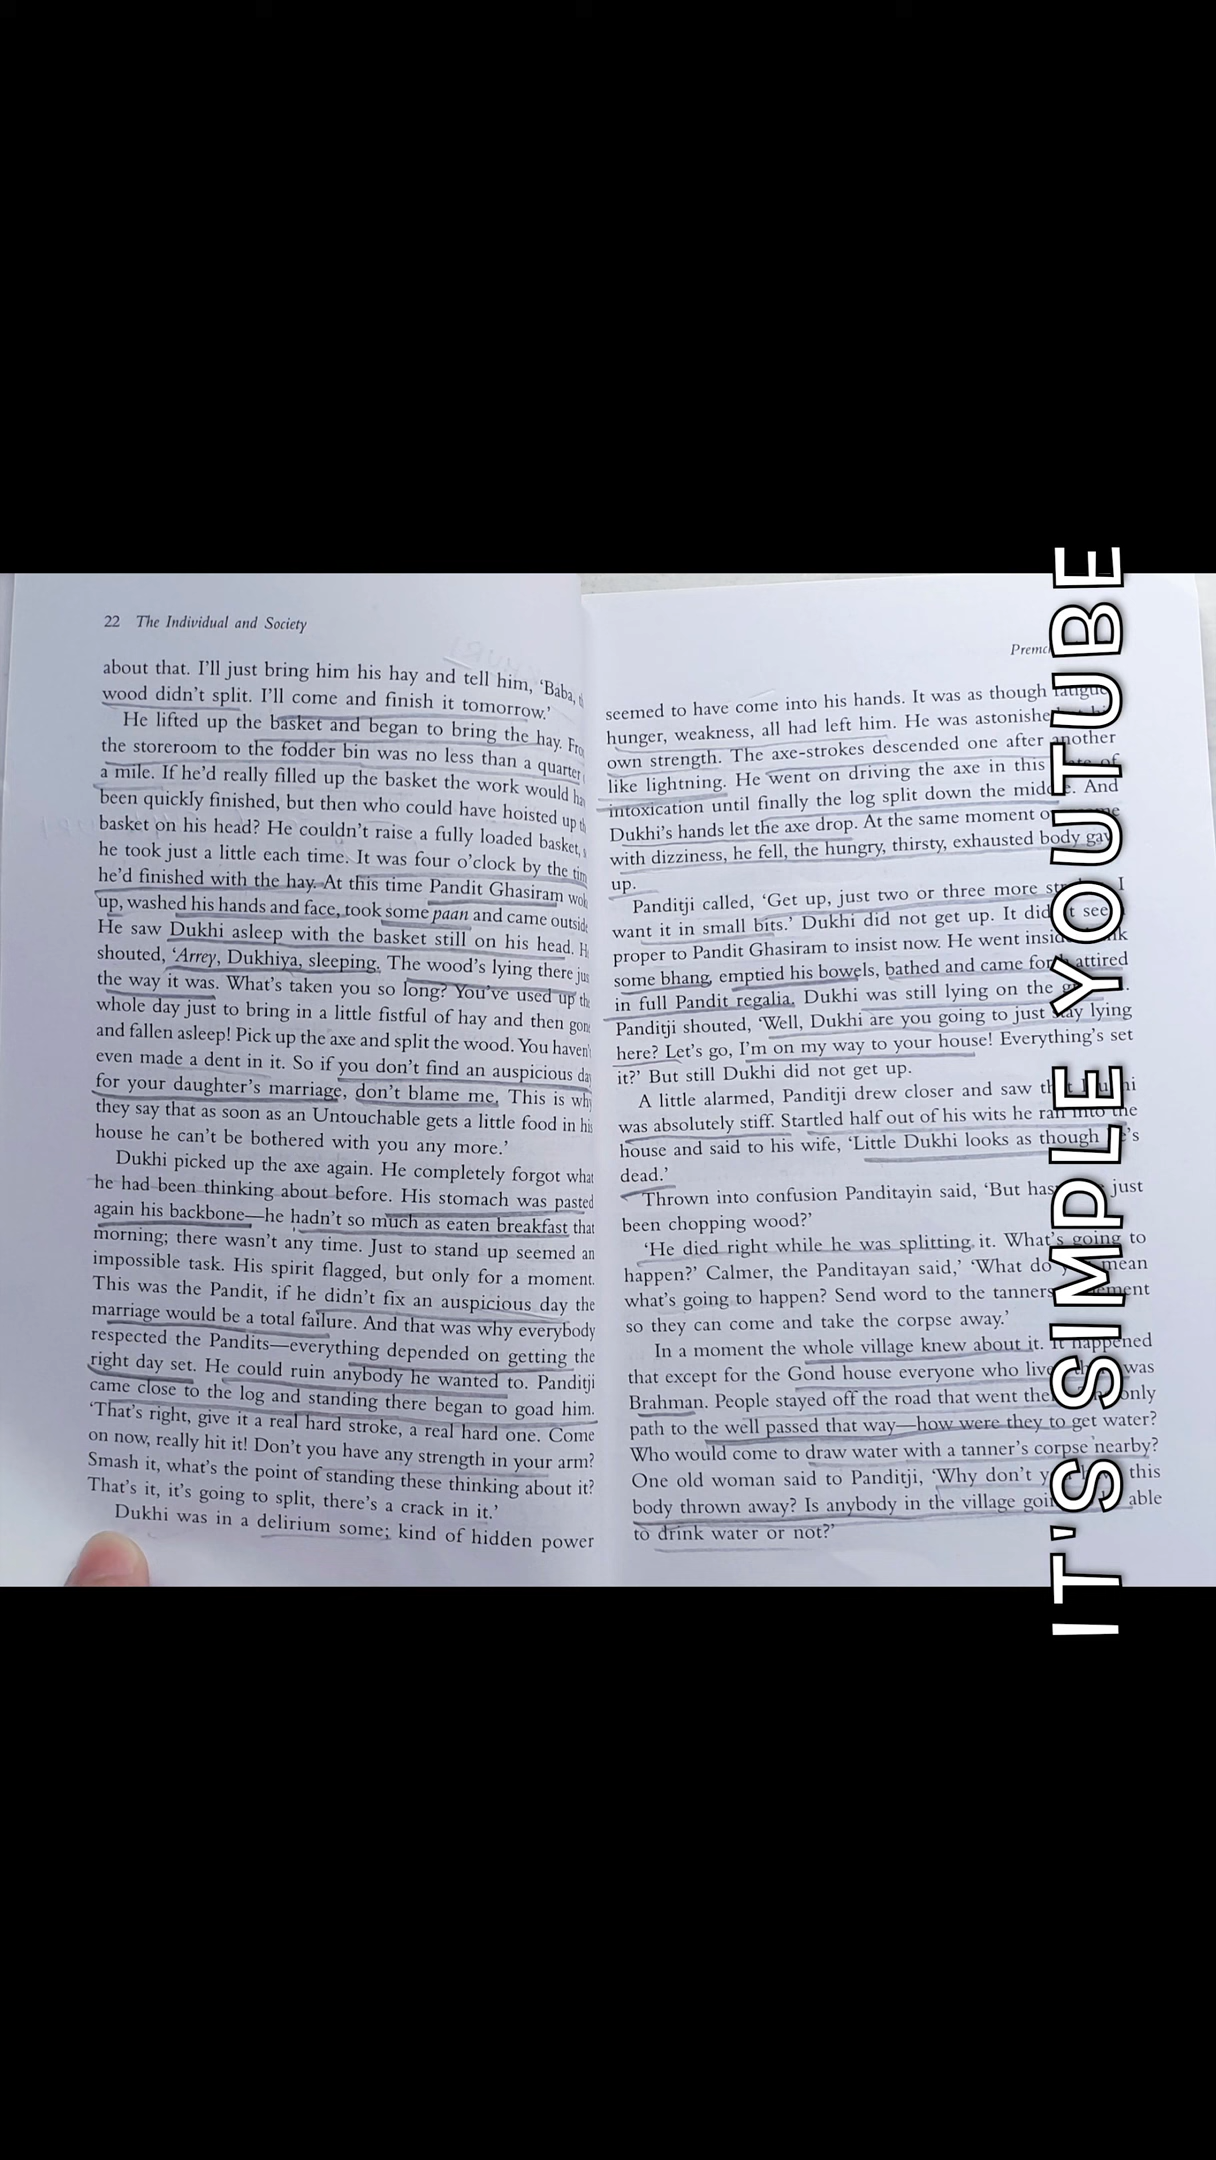 22 The Individual and Society
about that. I'll just bring him his hay and tell him, 'Baba,
wood didn't split. I'll come and finish it tomorrow.'
He lifted up the basket and began to bring the hay.
the storeroom to the fodder bin was no less than a quarter
a mile. If he'd really filled up the basket the work would
been quickly finished, but then who could have hoisted up
basket on his head? He couldn't raise a fully loaded basket,
he took just a little each time. It was four o'clock by the
he'd finished with the hay. At this time Pandit Ghasiram
up, washed his hands and face, took some paan and came
He saw Dukhi asleep with the basket still on his head.
shouted, 'Arrey, Dukhiya, sleeping. The wood's lying there
the way it was. What's taken you so long? You've used up
whole day just to bring in a little fistful of hay and then
and fallen asleep! Pick up the axe and split the wood. You
even made a dent in it. So if you don't find an auspicious
for your daughter's marriage, don't blame me. This is
they say that as soon as an Untouchable gets a little food in
house he can't be bothered with you any more.'
Dukhi picked up the axe again. He completely forgot what
he had been thinking about before. His stomach was pasted
again his backbone—he hadn't so much as eaten breakfast that
morning; there wasn't any time. Just to stand up seemed an
impossible task. His spirit flagged, but only for a moment.
This was the Pandit, if he didn't fix an auspicious day the
marriage would be a total failure. And that was why everybody
respected the Pandits—everything depended on getting the
right day set. He could ruin anybody he wanted to. Panditji
came close to the log and standing there began to goad him.
'That's right, give it a real hard stroke, a real hard one. Come
on now, really hit it! Don't you have any strength in your arm?
Smash it, what's the point of standing these thinking about it?
That's it, it's going to split, there's a crack in it.'
Dukhi was in a delirium some; kind of hidden power
seemed to have come into his hands. It was as though fatigue,
hunger, weakness, all had left him. He was
own strength. The axe-strokes descended one after another
like lightning. He went on driving the axe in this of
intoxication until finally the log split down the middle. And
Dukhi's hands let the axe drop. At the same moment
with dizziness, he fell, the hungry, thirsty, exhausted body
up.
Panditji called, 'Get up, just two or three more I
want it in small bits.' Dukhi did not get up. It
proper to Pandit Ghasiram to insist now. He went
some bhang, emptied his bowels, bathed and came forth attired
in full Pandit regalia. Dukhi was still lying on the
Panditji shouted, 'Well, Dukhi are you going to just stay lying
here? Let's go, I'm on my way to your house! Everything's set
it?' But still Dukhi did not get up.
A little alarmed, Panditji drew closer and saw
was absolutely stiff. Startled half out of his wits he ran into the
house and said to his wife, 'Little Dukhi looks as though
dead.'
Thrown into confusion Panditayin said, 'But just
been chopping wood?'
'He died right while he was splitting it. What's going to
happen?' Calmer, the Panditayan said,' 'What do mean
what's going to happen? Send word to the
so they can come and take the corpse away.'
In a moment the whole village knew about it. It happened
that except for the Gond house everyone who was
Brahman. People stayed off the road that went only
path to the well passed that way—how were they to get water?
Who would come to draw water with a tanner's corpse nearby?
One old woman said to Panditji, 'Why don't this
body thrown away? Is anybody in the village able
to drink water or not?'
IT'S SIMPLE YOUTUBE